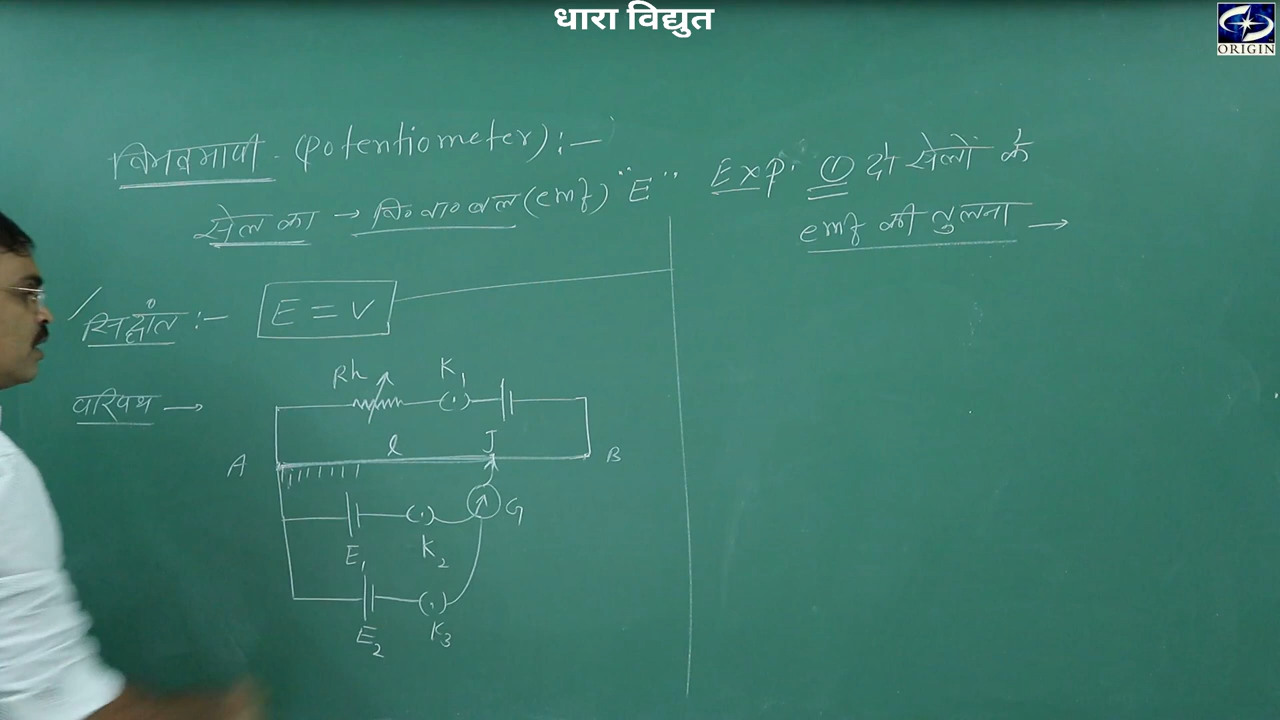 धारा विद्युत
ORIGIN
विभवमापी (Potentiometer) :-
सेल का → वि० वा० बल (emf) "E"
सिद्धांत :- E = V
परिपथ →
Rh K₁
A l J B
G
E₁ K₂
E₂ K₃
Exp. ① दो सेलों के
emf की तुलना →